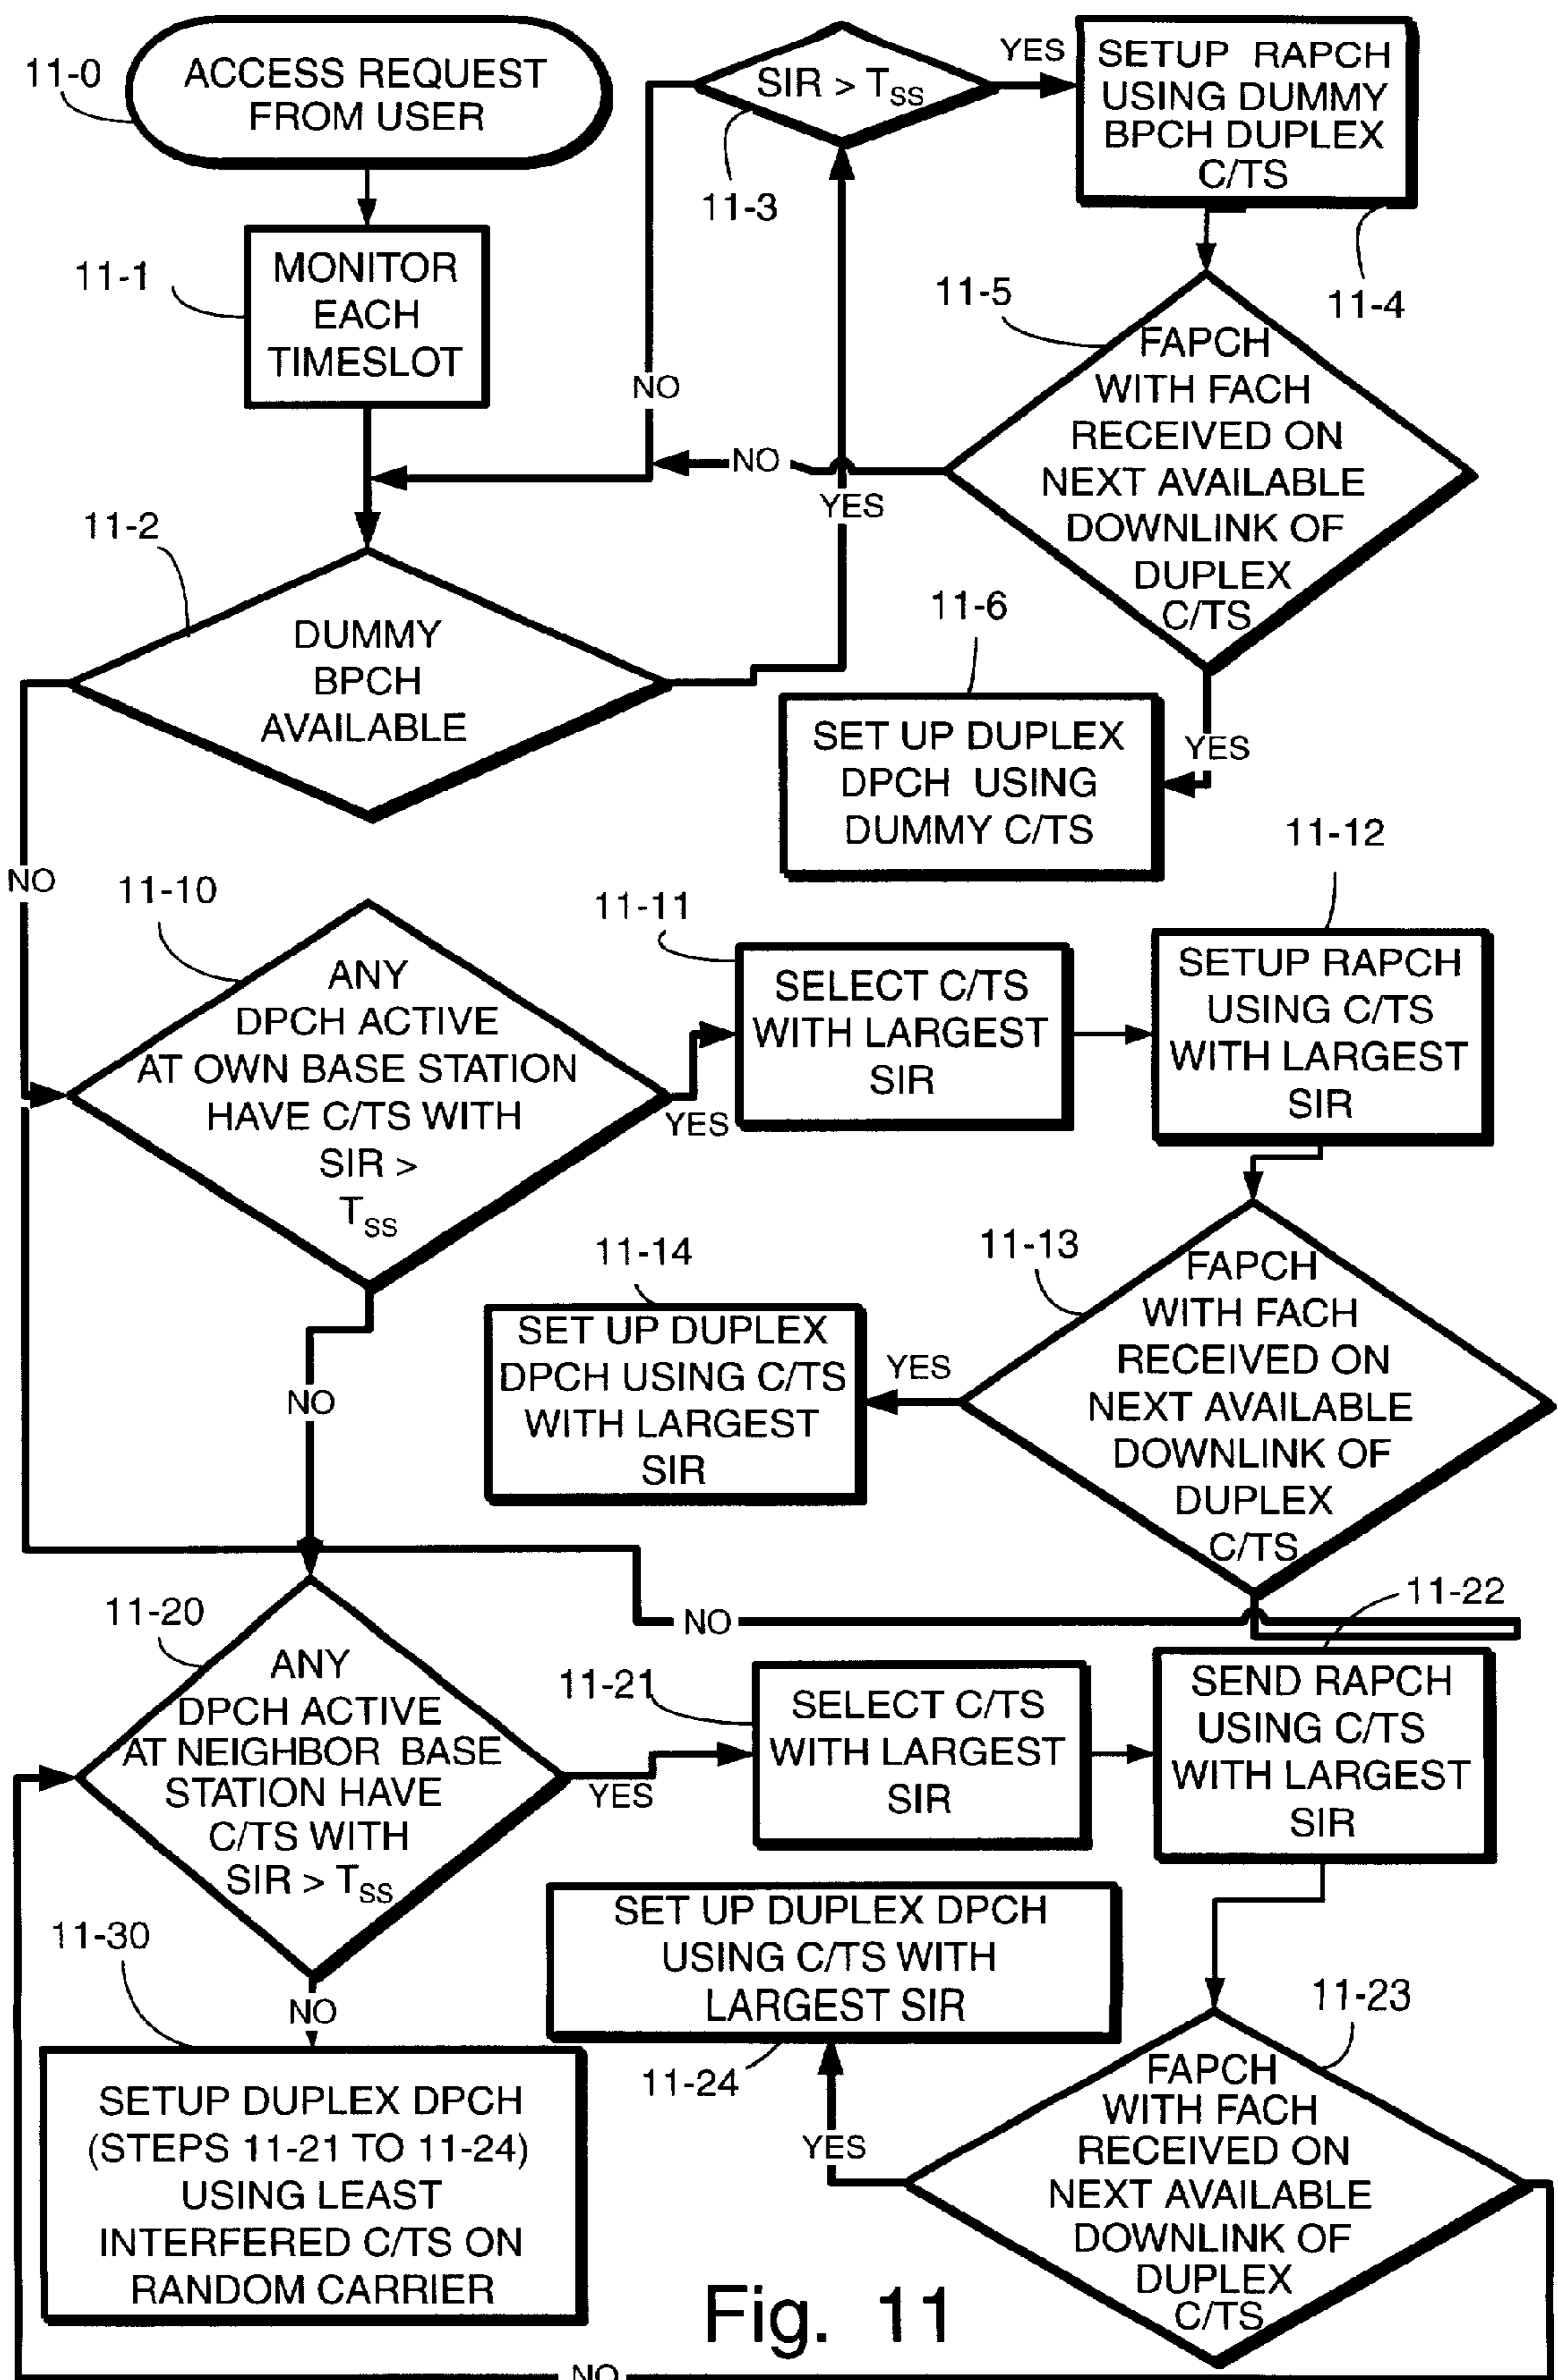 11-0
ACCESS REQUEST
FROM USER
11-1
MONITOR
EACH
TIMESLOT
11-2
DUMMY
BPCH
AVAILABLE
NO
YES
11-3
SIR > TSS
NO
YES
SETUP RAPCH
USING DUMMY
BPCH DUPLEX
C/TS
11-4
11-5
FAPCH
WITH FACH
RECEIVED ON
NEXT AVAILABLE
DOWNLINK OF
DUPLEX
C/TS
NO
YES
11-6
SET UP DUPLEX
DPCH USING
DUMMY C/TS
11-10
ANY
DPCH ACTIVE
AT OWN BASE STATION
HAVE C/TS WITH
SIR >
TSS
YES
NO
11-11
SELECT C/TS
WITH LARGEST
SIR
11-12
SETUP RAPCH
USING C/TS
WITH LARGEST
SIR
11-13
FAPCH
WITH FACH
RECEIVED ON
NEXT AVAILABLE
DOWNLINK OF
DUPLEX
C/TS
YES
NO
11-14
SET UP DUPLEX
DPCH USING C/TS
WITH LARGEST
SIR
11-20
ANY
DPCH ACTIVE
AT NEIGHBOR BASE
STATION HAVE
C/TS WITH
SIR > TSS
YES
NO
11-21
SELECT C/TS
WITH LARGEST
SIR
11-22
SEND RAPCH
USING C/TS
WITH LARGEST
SIR
11-23
FAPCH
WITH FACH
RECEIVED ON
NEXT AVAILABLE
DOWNLINK OF
DUPLEX
C/TS
YES
NO
SET UP DUPLEX DPCH
USING C/TS WITH
LARGEST SIR
11-24
11-30
SETUP DUPLEX DPCH
(STEPS 11-21 TO 11-24)
USING LEAST
INTERFERED C/TS ON
RANDOM CARRIER
Fig. 11